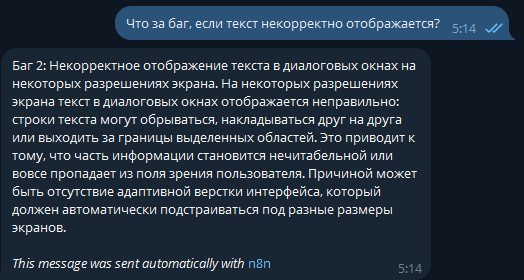 Что за баг, если текст некорректно отображается?
5:14
Баг 2: Некорректное отображение текста в диалоговых окнах на
некоторых разрешениях экрана. На некоторых разрешениях
экрана текст в диалоговых окнах отображается неправильно:
строки текста могут обрываться, накладываться друг на друга
или выходить за границы выделенных областей. Это приводит к
тому, что часть информации становится нечитабельной или
вовсе пропадает из поля зрения пользователя. Причиной может
быть отсутствие адаптивной верстки интерфейса, который
должен автоматически подстраиваться под разные размеры
экранов.
This message was sent automatically with n8n
5:14